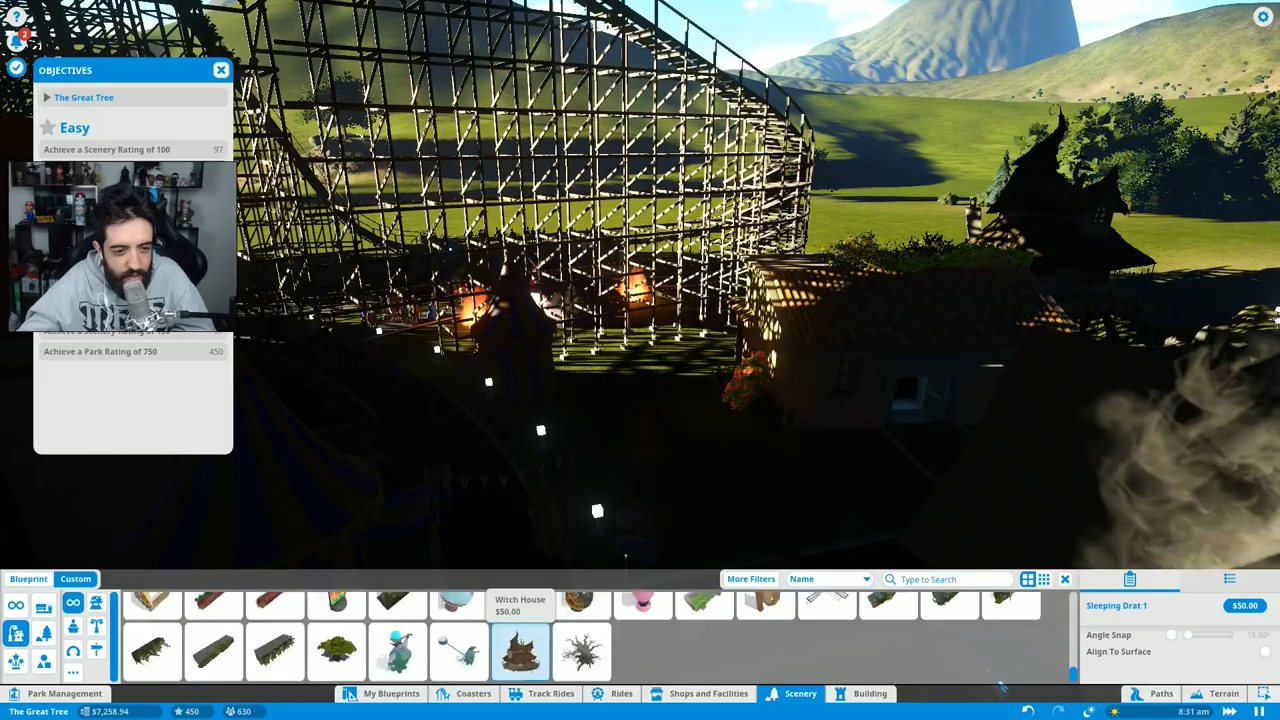 ?
2
OBJECTIVES
The Great Tree
Easy
Achieve a Scenery Rating of 100 97
Achieve a Park Rating of 750 450
Blueprint Custom
More Filters Name Type to Search
Witch House
$50.00
Sleeping Drat 1 $50.00
Angle Snap 15.00°
Align To Surface
Park Management My Blueprints Coasters Track Rides Rides Shops and Facilities Scenery Building Paths Terrain
The Great Tree $7,258.94 450 630 8:31 am